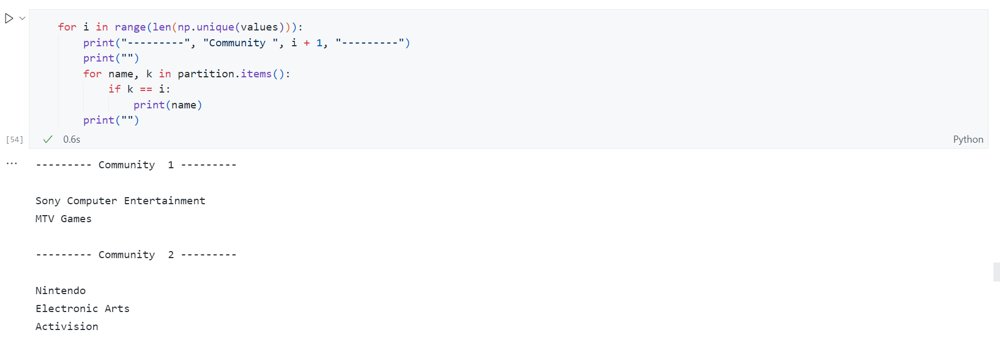 for i in range(len(np.unique(values))):
    print("---------", "Community ", i + 1, "---------")
    print("")
    for name, k in partition.items():
        if k == i:
            print(name)
    print("")
[54] 0.6s Python
--------- Community  1 ---------
Sony Computer Entertainment
MTV Games
--------- Community  2 ---------
Nintendo
Electronic Arts
Activision